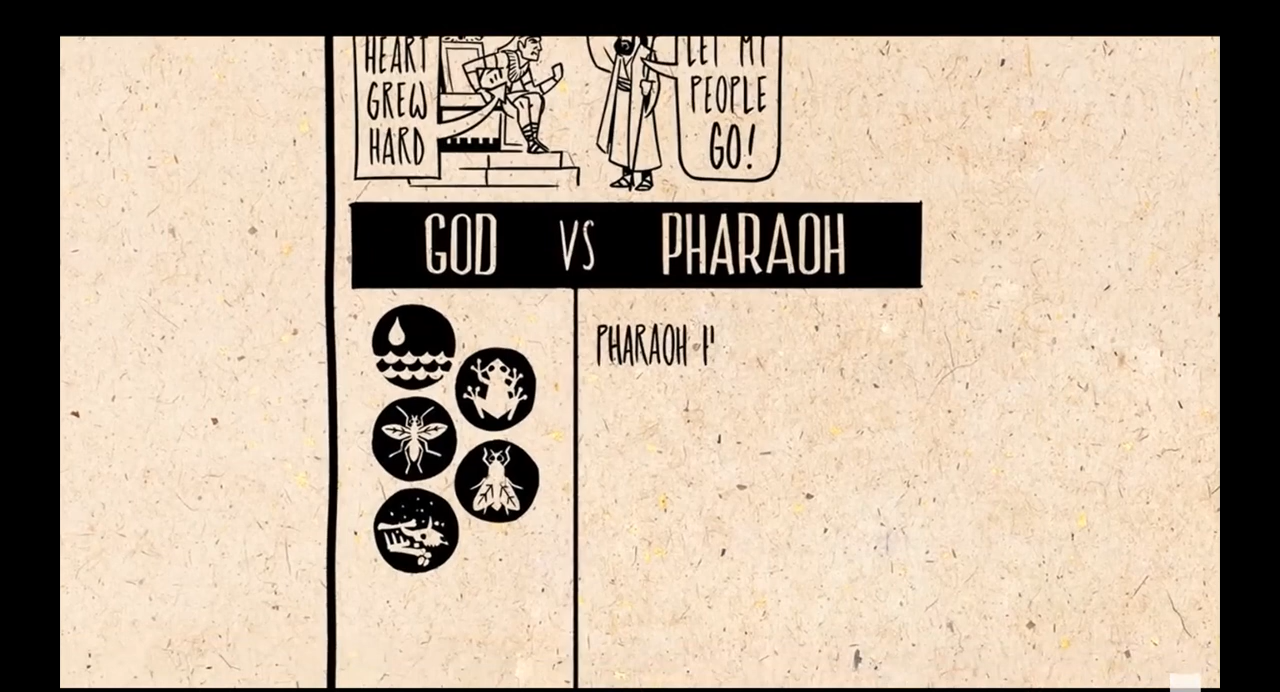 HEART
GREW
HARD
LET MY
PEOPLE
GO!
GOD VS PHARAOH
PHARAOH